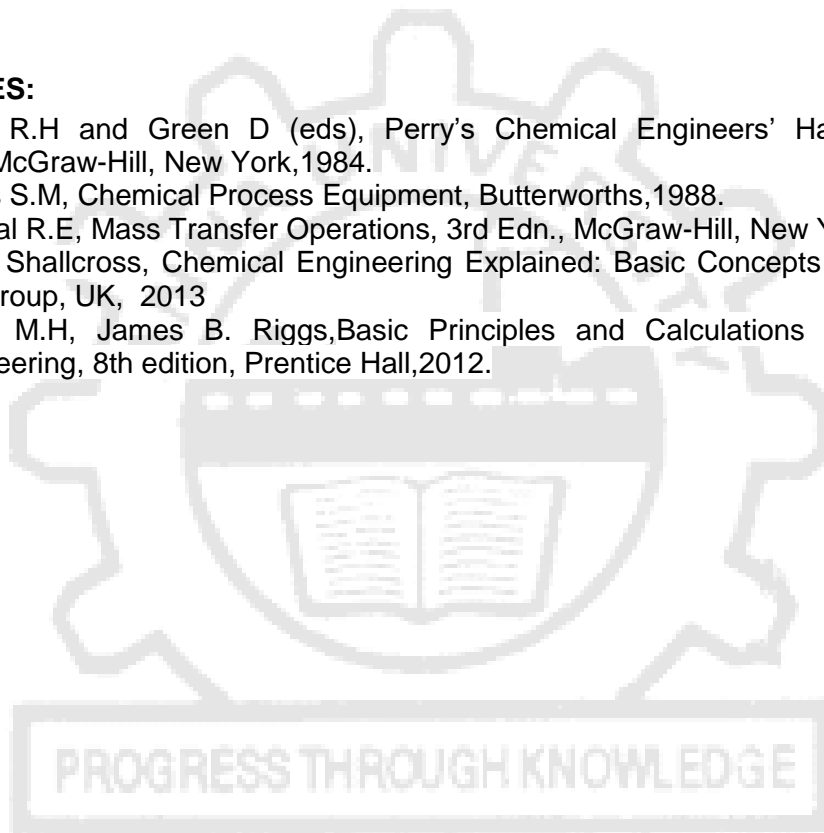 ES:
R.H and Green D (eds), Perry’s Chemical Engineers’ Ha
McGraw-Hill, New York,1984.
s S.M, Chemical Process Equipment, Butterworths,1988.
al R.E, Mass Transfer Operations, 3rd Edn., McGraw-Hill, New Y
Shallcross, Chemical Engineering Explained: Basic Concepts
roup, UK, 2013
M.H, James B. Riggs,Basic Principles and Calculations
eering, 8th edition, Prentice Hall,2012.
UNIVERSITY
PROGRESS THROUGH KNOWLEDGE